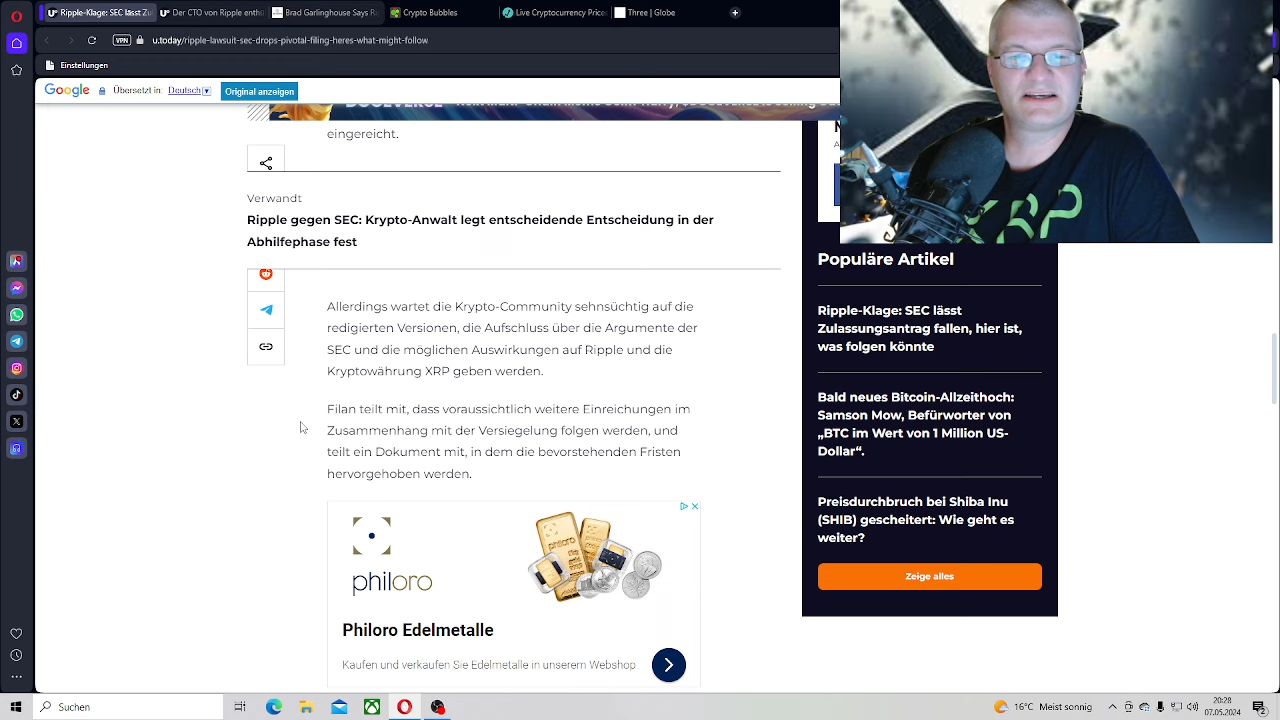 Ripple-Klage: SEC lässt Zu
Der CTO von Ripple enth
Brad Garlinghouse Says Ri
Crypto Bubbles
Live Cryptocurrency Price
Three | Globe
VPN
u.today/ripple-lawsuit-sec-drops-pivotal-filing-heres-what-might-follow
Einstellungen
Google Übersetzt in: Deutsch Original anzeigen
eingereicht.
Verwandt
Ripple gegen SEC: Krypto-Anwalt legt entscheidende Entscheidung in der
Abhilfephase fest
Allerdings wartet die Krypto-Community sehnsüchtig auf die
redigierten Versionen, die Aufschluss über die Argumente der
SEC und die möglichen Auswirkungen auf Ripple und die
Kryptowährung XRP geben werden.
Filan teilt mit, dass voraussichtlich weitere Einreichungen im
Zusammenhang mit der Versiegelung folgen werden, und
teilt ein Dokument mit, in dem die bevorstehenden Fristen
hervorgehoben werden.
philoro
Philoro Edelmetalle
Kaufen und verkaufen Sie Edelmetalle in unserem Webshop
XRP
Populäre Artikel
Ripple-Klage: SEC lässt
Zulassungsantrag fallen, hier ist,
was folgen könnte
Bald neues Bitcoin-Allzeithoch:
Samson Mow, Befürworter von
„BTC im Wert von 1 Million US-
Dollar“.
Preisdurchbruch bei Shiba Inu
(SHIB) gescheitert: Wie geht es
weiter?
Zeige alles
Suchen
16°C Meist sonnig
20:28
07.05.2024